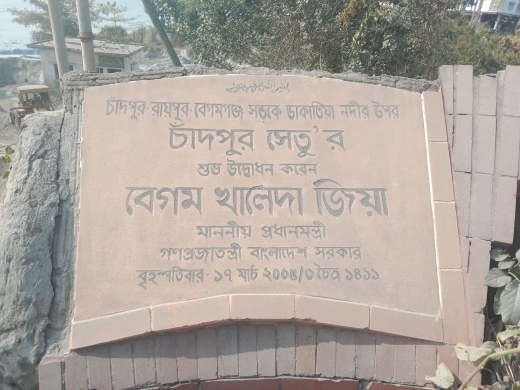 চাঁদপুর-রায়পুর-বেগমগঞ্জ সড়কে ডাকাতিয়া নদীর উপর
চাঁদপুর সেতু'র
শুভ উদ্বোধন করেন
বেগম খালেদা জিয়া
মাননীয় প্রধানমন্ত্রী
গণপ্রজাতন্ত্রী বাংলাদেশ সরকার
বৃহস্পতিবার- ১৭ মার্চ ২০০৫/৩ চৈত্র ১৪১১